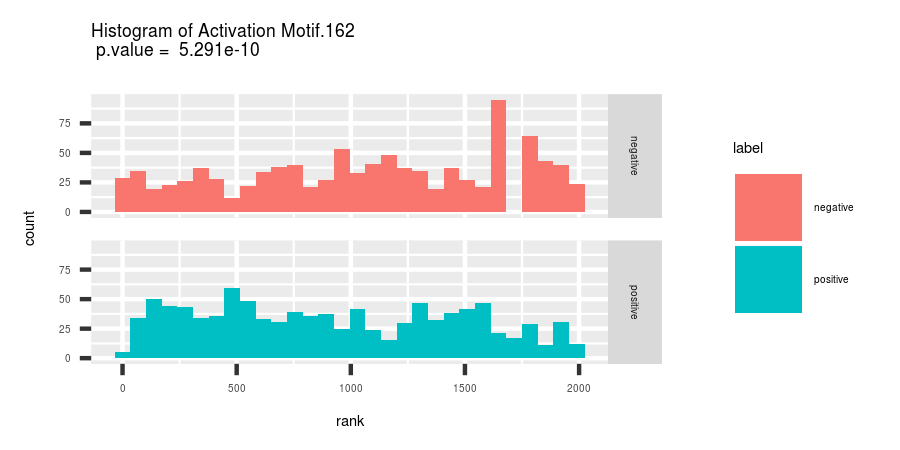 Histogram of Activation Motif.162
p.value = 5.291e-10
count
75
50
25
0
negative
75
50
25
0
positive
0 500 1000 1500 2000
rank
label
negative
positive